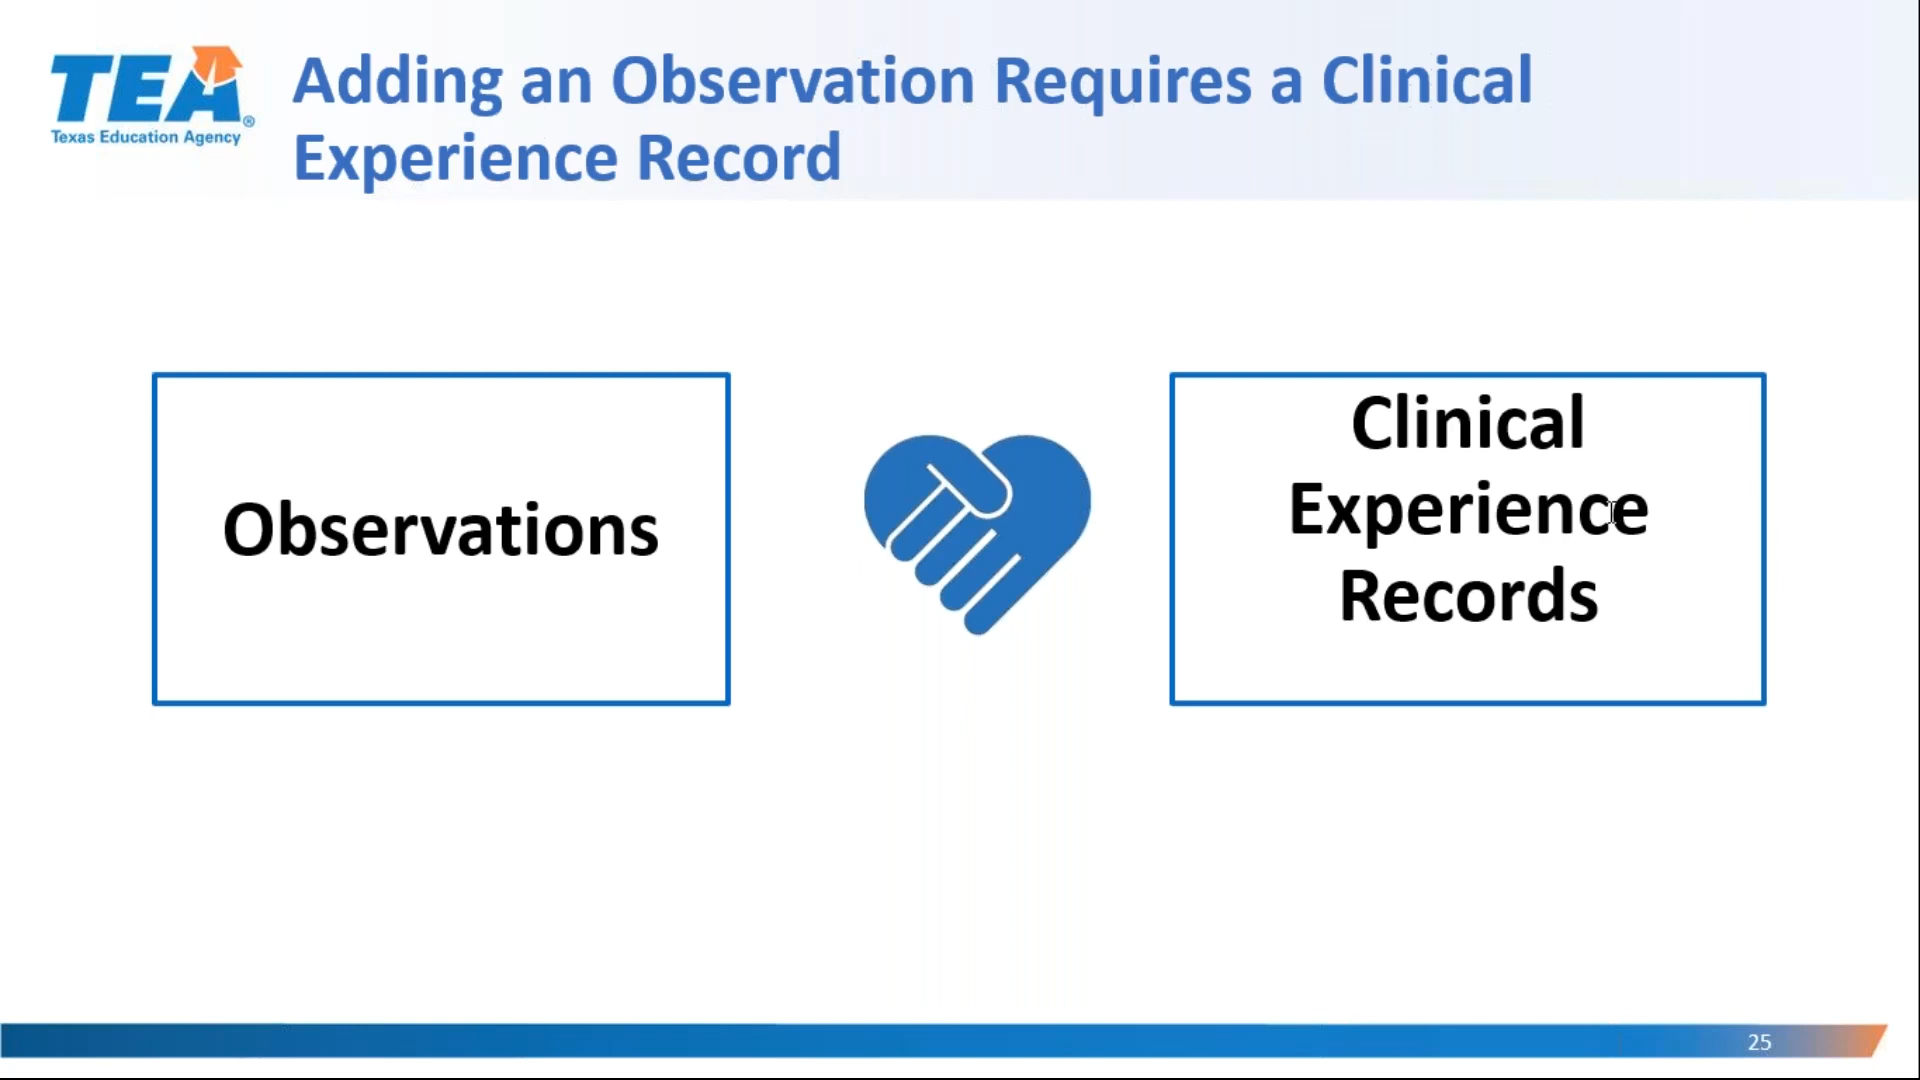 TEA
Texas Education Agency
®
Adding an Observation Requires a Clinical
Experience Record
Observations
Clinical
Experience
Records
25